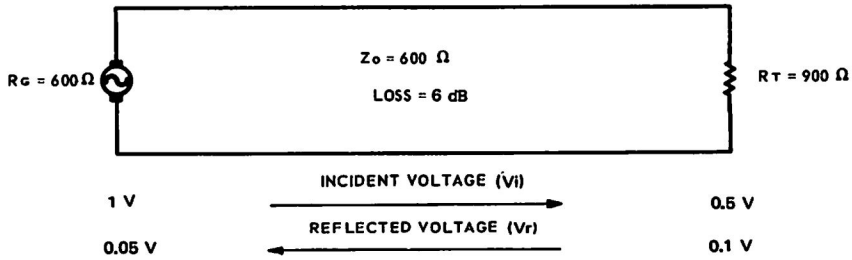 Zo = 600 Ω
RG = 600 Ω
RT = 900 Ω
LOSS = 6 dB
INCIDENT VOLTAGE (Vi)
1 V
0.5 V
REFLECTED VOLTAGE (Vr)
0.05 V
0.1 V